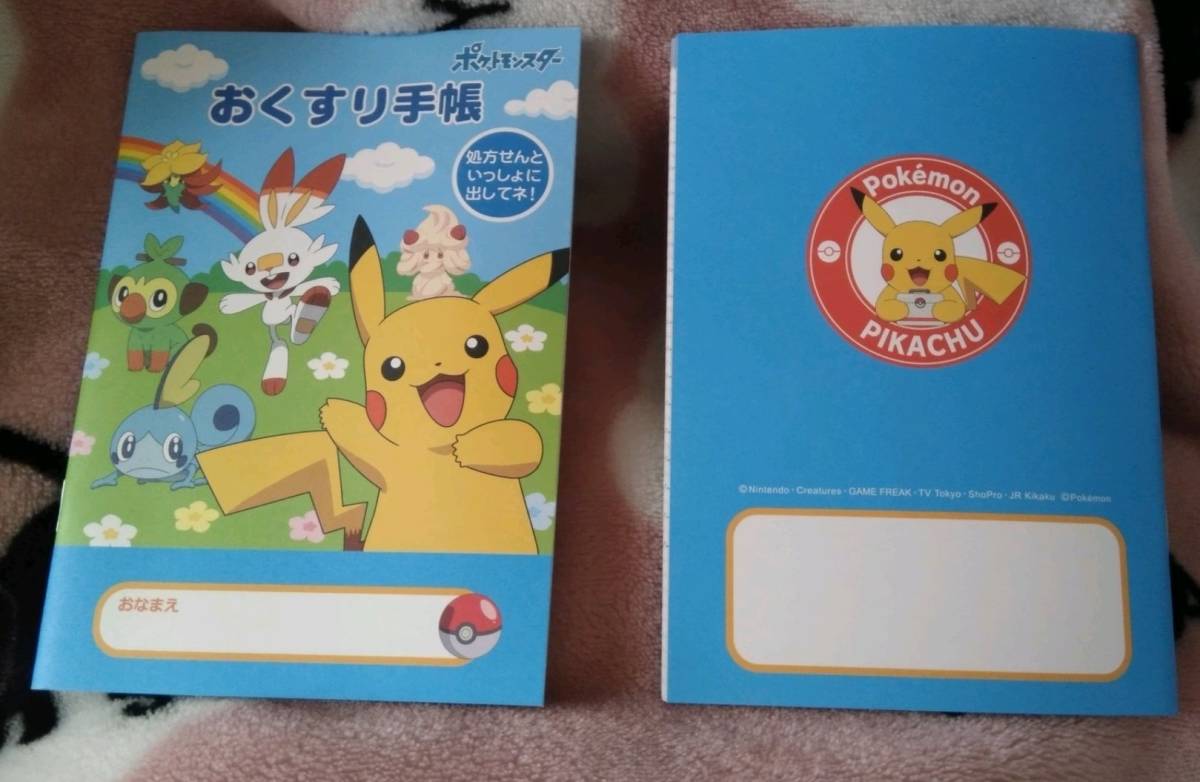 ポケットモンスター
おくすり手帳
処方せんと
いっしょに
出してネ!
おなまえ
Pokémon
PIKACHU
©Nintendo・Creatures・GAME FREAK・TV Tokyo・ShoPro・JR Kikaku ©Pokémon